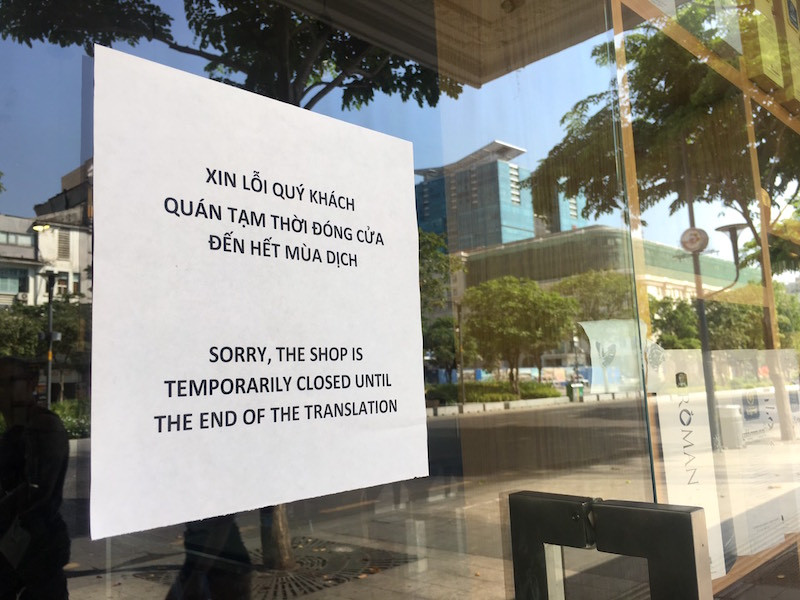 XIN LỖI QUÝ KHÁCH
QUÁN TẠM THỜI ĐÓNG CỬA
ĐẾN HẾT MÙA DỊCH
SORRY, THE SHOP IS
TEMPORARILY CLOSED UNTIL
THE END OF THE TRANSLATION
RÔMAN